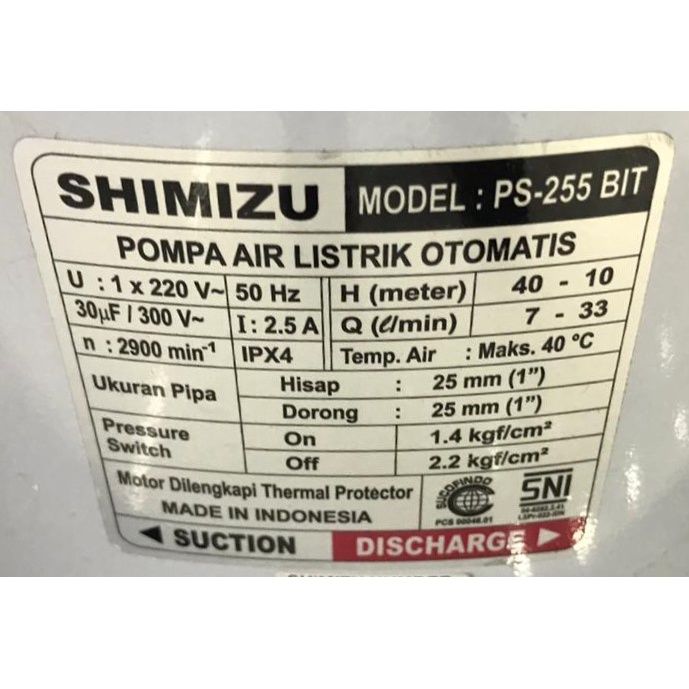 SHIMIZU MODEL : PS-255 BIT
POMPA AIR LISTRIK OTOMATIS
U : 1 x 220 V~ 50 Hz H (meter) 40 - 10
30µF / 300 V~ I : 2.5 A Q (ℓ/min) 7 - 33
n : 2900 min⁻¹ IPX4 Temp. Air : Maks. 40 °C
Ukuran Pipa Hisap : 25 mm (1")
Dorong : 25 mm (1")
Pressure Switch On 1.4 kgf/cm²
Off 2.2 kgf/cm²
Motor Dilengkapi Thermal Protector
MADE IN INDONESIA
SUCOFINDO
PCS 00046.01
SNI
◄ SUCTION DISCHARGE ►